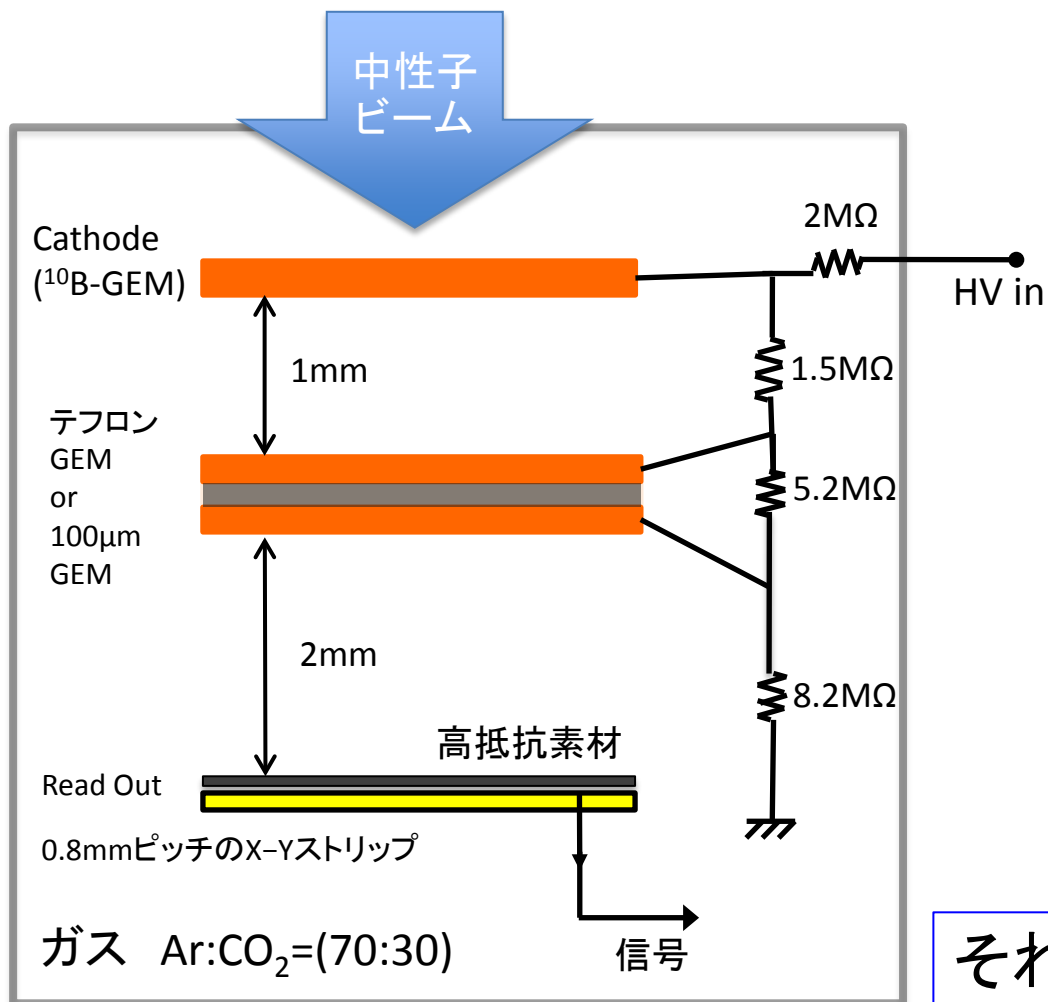 中性子
ビーム
Cathode
(¹⁰B-GEM)
2MΩ
HV in
1mm
1.5MΩ
テフロン
GEM
or
100μm
GEM
5.2MΩ
2mm
8.2MΩ
高抵抗素材
Read Out
0.8mmピッチのX−Yストリップ
ガス Ar:CO₂=(70:30)
信号
それ